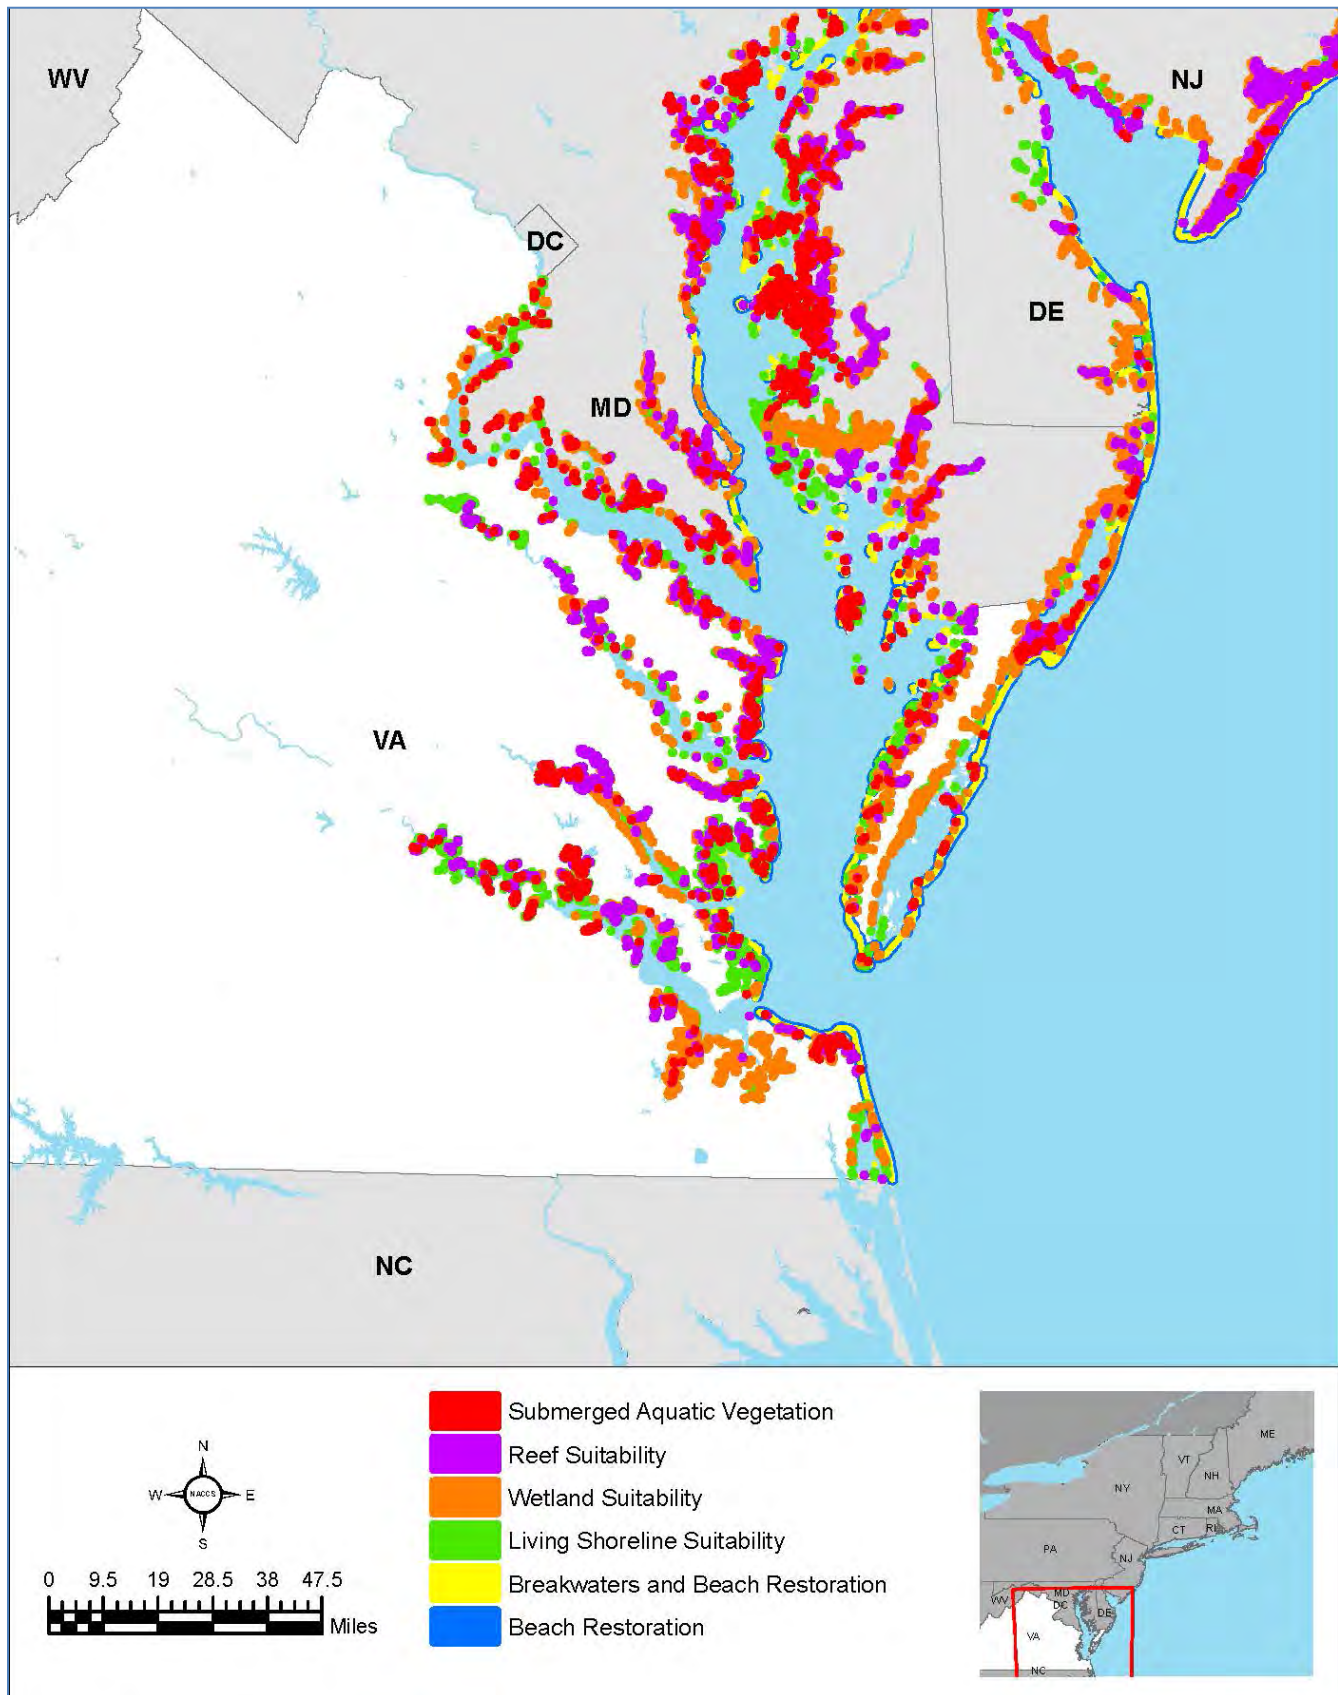 WV
NJ
DC
DE
MD
VA
NC
N
W NACCS E
S
0 9.5 19 28.5 38 47.5
Miles
Submerged Aquatic Vegetation
Reef Suitability
Wetland Suitability
Living Shoreline Suitability
Breakwaters and Beach Restoration
Beach Restoration
ME
VT
NH
NY
MA
CT RI
PA
NJ
MD
WV DC DE
VA
NC